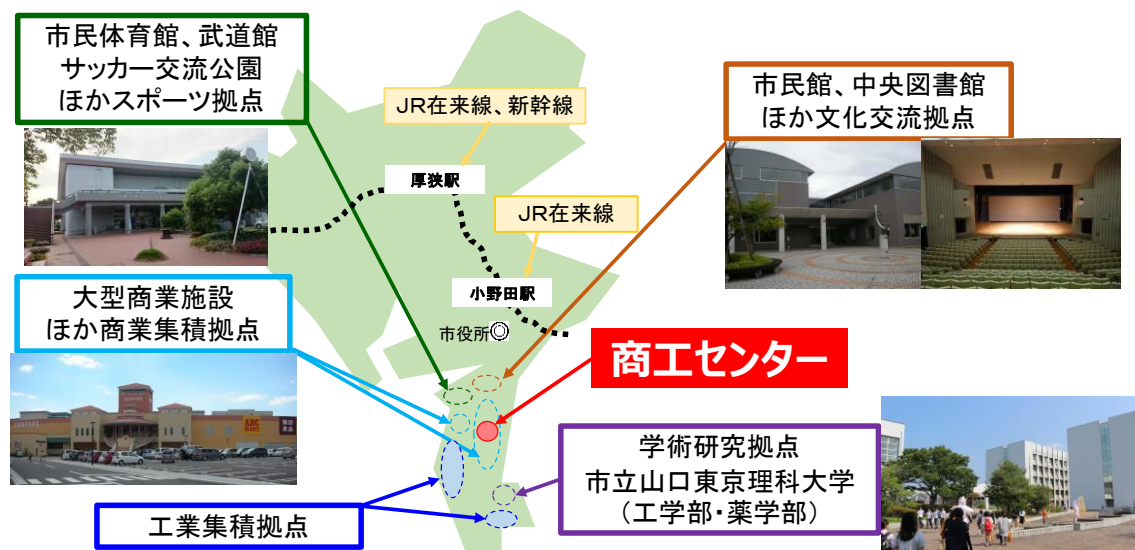 市民体育館、武道館
サッカー交流公園
ほかスポーツ拠点
JR在来線、新幹線
市民館、中央図書館
ほか文化交流拠点
厚狭駅
JR在来線
小野田駅
市役所
大型商業施設
ほか商業集積拠点
商工センター
ABC
MART
学術研究拠点
市立山口東京理科大学
（工学部・薬学部）
工業集積拠点